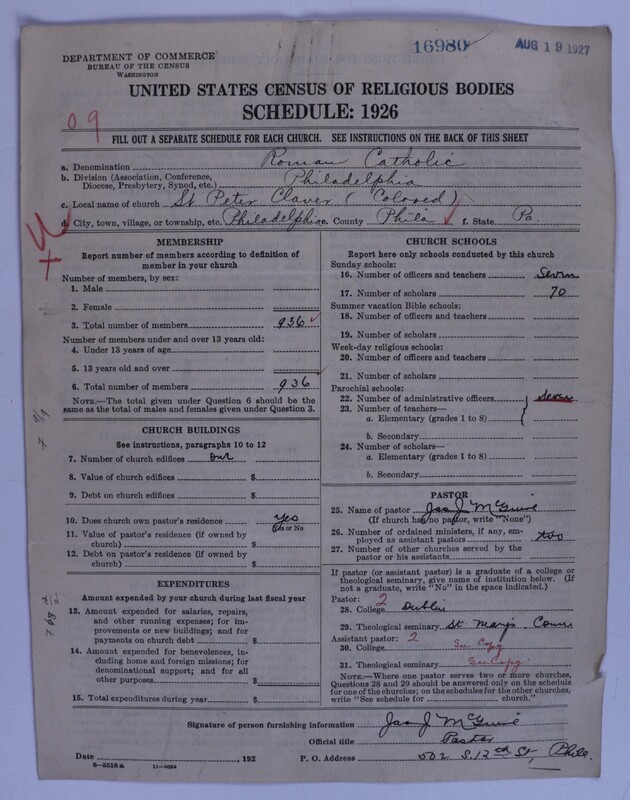 16980
AUG 19 1927
DEPARTMENT OF COMMERCE
BUREAU OF THE CENSUS
WASHINGTON
UNITED STATES CENSUS OF RELIGIOUS BODIES
SCHEDULE: 1926
09
FILL OUT A SEPARATE SCHEDULE FOR EACH CHURCH. SEE INSTRUCTIONS ON THE BACK OF THIS SHEET
a. Denomination Roman Catholic
b. Division (Association, Conference, Diocese, Presbytery, Synod, etc.) Philadelphia
c. Local name of church St Peter Claver (Colored)
d. City, town, village, or township, etc. Philadelphia e. County Phila f. State Pa.
MEMBERSHIP
Report number of members according to definition of
member in your church
Number of members, by sex:
1. Male
2. Female
3. Total number of members 936
Number of members under and over 13 years old:
4. Under 13 years of age
5. 13 years old and over
6. Total number of members 936
NOTE.—The total given under Question 6 should be the
same as the total of males and females given under Question 3.
CHURCH BUILDINGS
See instructions, paragraphs 10 to 12
7. Number of church edifices one
8. Value of church edifices $
9. Debt on church edifices $
10. Does church own pastor's residence yes
Yes or No
11. Value of pastor's residence (if owned by
church) $
12. Debt on pastor's residence (if owned by
church) $
EXPENDITURES
Amount expended by your church during last fiscal year
13. Amount expended for salaries, repairs,
and other running expenses; for im-
provements or new buildings; and for
payments on church debt $
14. Amount expended for benevolences, in-
cluding home and foreign missions; for
denominational support; and for all
other purposes $
15. Total expenditures during year $
CHURCH SCHOOLS
Report here only schools conducted by this church
Sunday schools:
16. Number of officers and teachers Seven
17. Number of scholars 70
Summer vacation Bible schools:
18. Number of officers and teachers
19. Number of scholars
Week-day religious schools:
20. Number of officers and teachers
21. Number of scholars
Parochial schools:
22. Number of administrative officers Seven
23. Number of teachers—
a. Elementary (grades 1 to 8)
b. Secondary
24. Number of scholars—
a. Elementary (grades 1 to 8)
b. Secondary
PASTOR
25. Name of pastor Jas J McGuire
(If church has no pastor, write "None")
26. Number of ordained ministers, if any, em-
ployed as assistant pastors two
27. Number of other churches served by the
pastor or his assistants
If pastor (or assistant pastor) is a graduate of a college or
theological seminary, give name of institution below. (If
not a graduate, write "No" in the space indicated.)
Pastor: 2
28. College Dublin
29. Theological seminary St Marys
Assistant pastor: 2
30. College See Copy
31. Theological seminary See Copy
NOTE.—Where one pastor serves two or more churches,
Questions 28 and 29 should be answered only on the schedule
for one of the churches; on the schedules for the other churches,
write "See schedule for church."
Signature of person furnishing information Jas J McGuire
Official title Pastor
Date , 192 P. O. Address 502 S. 12th St, Phila.
8—5518 a 11—9084